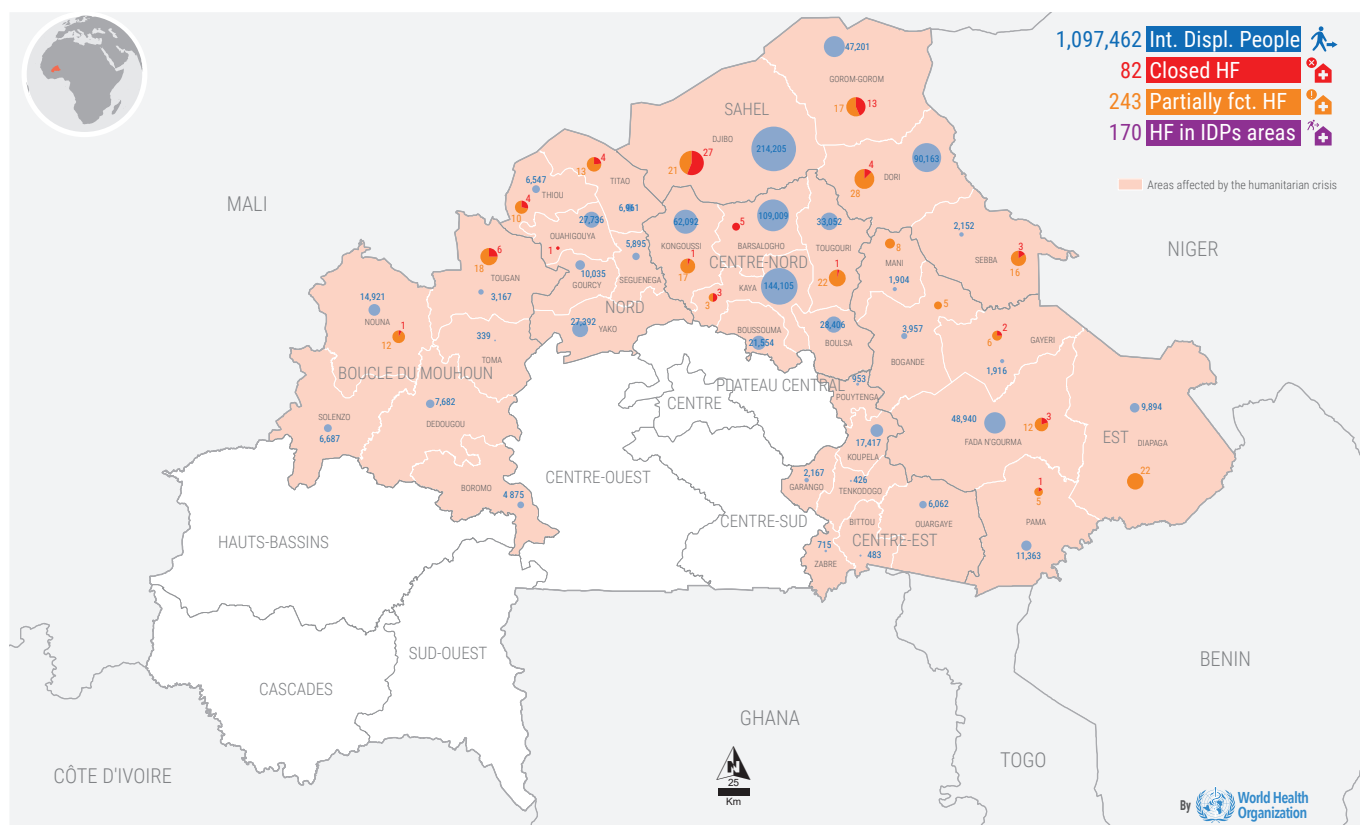 1,097,462 Int. Displ. People
82 Closed HF
243 Partially fct. HF
170 HF in IDPs areas
Areas affected by the humanitarian crisis
47,201
GOROM-GOROM
17 13
SAHEL
DJIBO
27
214,205
21
4
90,163
DORI
28
4
13
TITAO
6,547
THIOU
4
10
6,961
27,736
OUAHIGOUYA
1
5,895
SEGUENEGA
10,035
GOURCY
NORD
27,392
YAKO
62,092
KONGOUSSI
1
17
5
109,009
BARSALOGHO
CENTRE-NORD
33,052
TOUGOURI
1
22
KAYA
144,105
3
3
BOUSSOUMA
21,554
28,406
BOULSA
8
MANI
1,904
2,152
SEBBA
3
16
5
3,957
BOGANDE
2
6
GAYERI
1,916
6
18
TOUGAN
3,167
14,921
NOUNA
1
12
339
TOMA
BOUCLE DU MOUHOUN
7,682
DEDOUGOU
SOLENZO
6,687
BOROMO
4 875
PLATEAU CENTRAL
CENTRE
953
POUYTENGA
17,417
KOUPELA
48,940
FADA N'GOURMA
3
12
9,894
EST
DIAPAGA
22
2,167
GARANGO
426
TENKODOGO
6,062
OUARGAYE
BITTOU
CENTRE-EST
483
715
ZABRE
1
5
PAMA
11,363
CENTRE-OUEST
CENTRE-SUD
HAUTS-BASSINS
SUD-OUEST
CASCADES
MALI
NIGER
BENIN
TOGO
GHANA
CÔTE D'IVOIRE
N
25
Km
By World Health
Organization